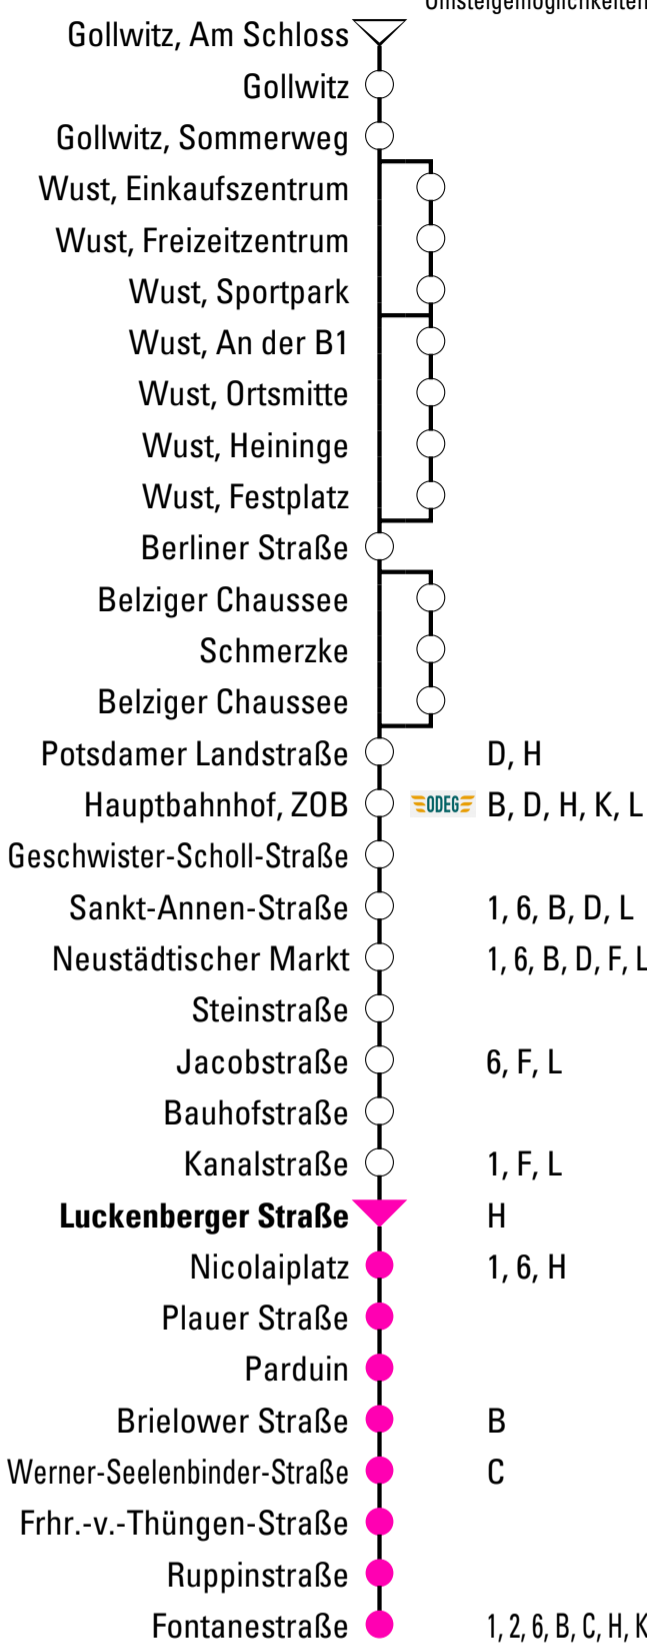 Umsteigemöglichkeiten
Gollwitz, Am Schloss
Gollwitz
Gollwitz, Sommerweg
Wust, Einkaufszentrum
Wust, Freizeitzentrum
Wust, Sportpark
Wust, An der B1
Wust, Ortsmitte
Wust, Heininge
Wust, Festplatz
Berliner Straße
Belziger Chaussee
Schmerzke
Belziger Chaussee
Potsdamer Landstraße D, H
Hauptbahnhof, ZOB ODEG B, D, H, K, L
Geschwister-Scholl-Straße
Sankt-Annen-Straße 1, 6, B, D, L
Neustädtischer Markt 1, 6, B, D, F, L
Steinstraße
Jacobstraße 6, F, L
Bauhofstraße
Kanalstraße 1, F, L
Luckenberger Straße H
Nicolaiplatz 1, 6, H
Plauer Straße
Parduin
Brielower Straße B
Werner-Seelenbinder-Straße C
Frhr.-v.-Thüngen-Straße
Ruppinstraße
Fontanestraße 1, 2, 6, B, C, H, K